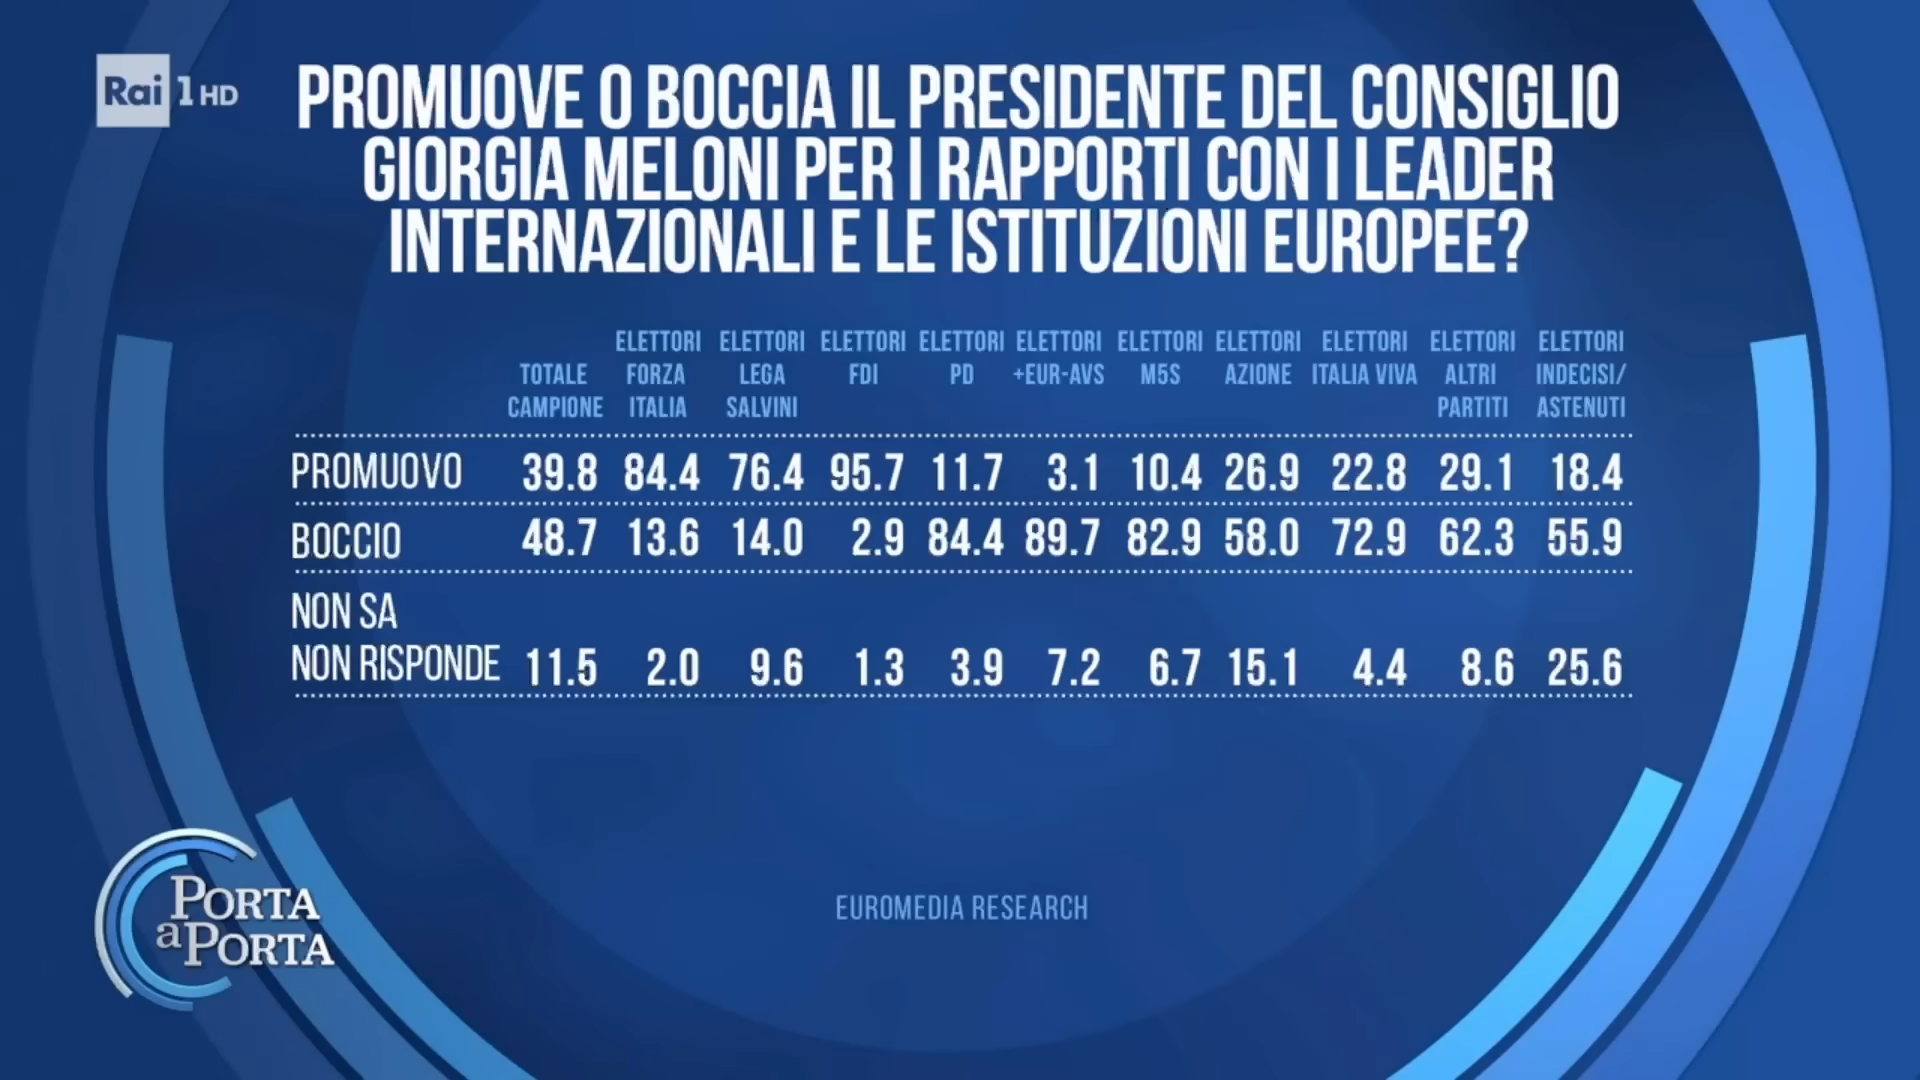 Rai 1 HD
PROMUOVE O BOCCIA IL PRESIDENTE DEL CONSIGLIO
GIORGIA MELONI PER I RAPPORTI CON I LEADER
INTERNAZIONALI E LE ISTITUZIONI EUROPEE?
ELETTORI ELETTORI ELETTORI ELETTORI ELETTORI ELETTORI ELETTORI ELETTORI ELETTORI ELETTORI
TOTALE FORZA LEGA FDI PD +EUR-AVS M5S AZIONE ITALIA VIVA ALTRI INDECISI/
CAMPIONE ITALIA SALVINI PARTITI ASTENUTI
PROMUOVO 39.8 84.4 76.4 95.7 11.7 3.1 10.4 26.9 22.8 29.1 18.4
BOCCIO 48.7 13.6 14.0 2.9 84.4 89.7 82.9 58.0 72.9 62.3 55.9
NON SA
NON RISPONDE 11.5 2.0 9.6 1.3 3.9 7.2 6.7 15.1 4.4 8.6 25.6
PORTA
a PORTA
EUROMEDIA RESEARCH